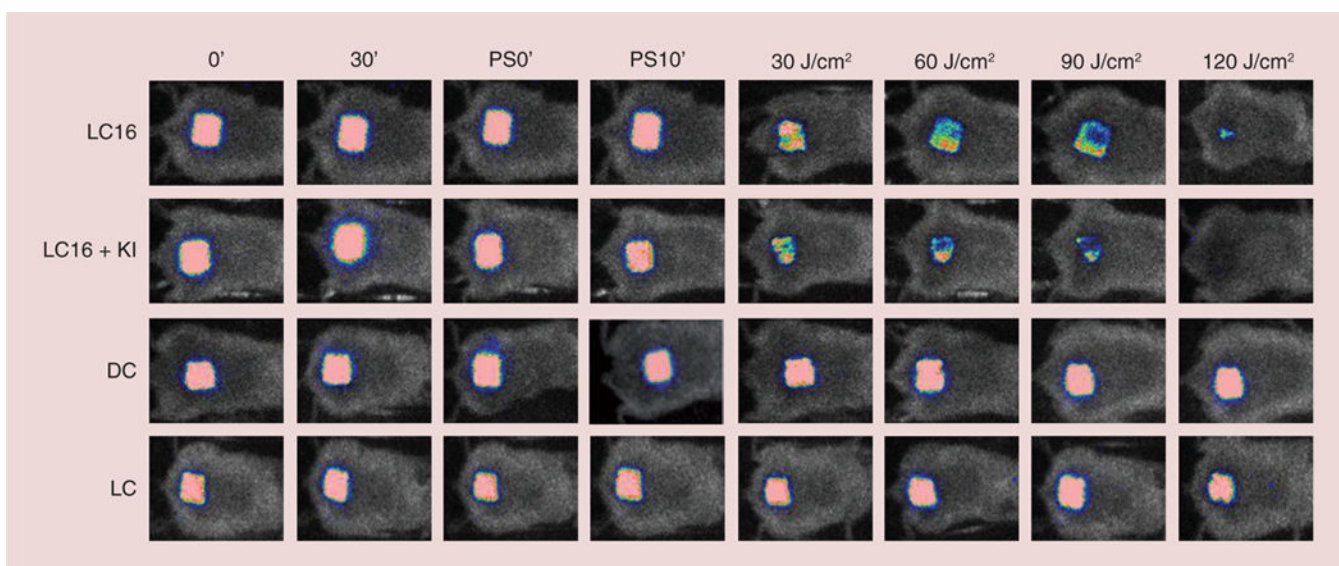 0’ 30’ PS0’ PS10’ 30 J/cm² 60 J/cm² 90 J/cm² 120 J/cm²
LC16
LC16 + KI
DC
LC